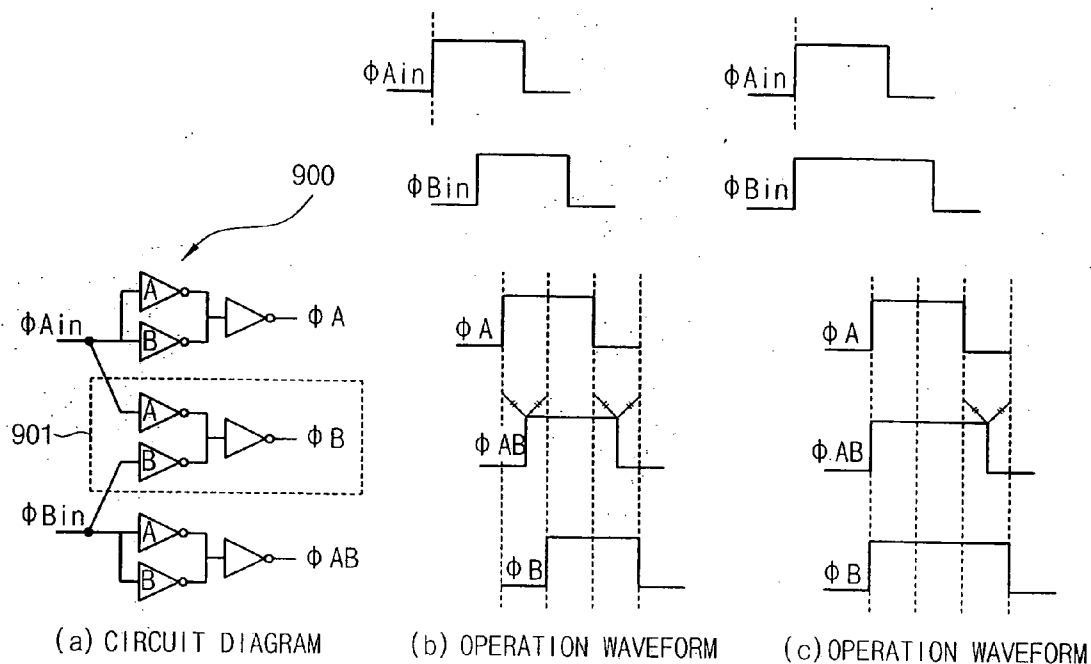 ΦAin
ΦBin
ΦA
ΦAB
ΦB
ΦAin
ΦBin
ΦA
ΦAB
ΦB
900
ΦAin
ΦBin
901
A
B
ΦA
A
B
ΦB
A
B
ΦAB
(a) CIRCUIT DIAGRAM
(b) OPERATION WAVEFORM
(c) OPERATION WAVEFORM